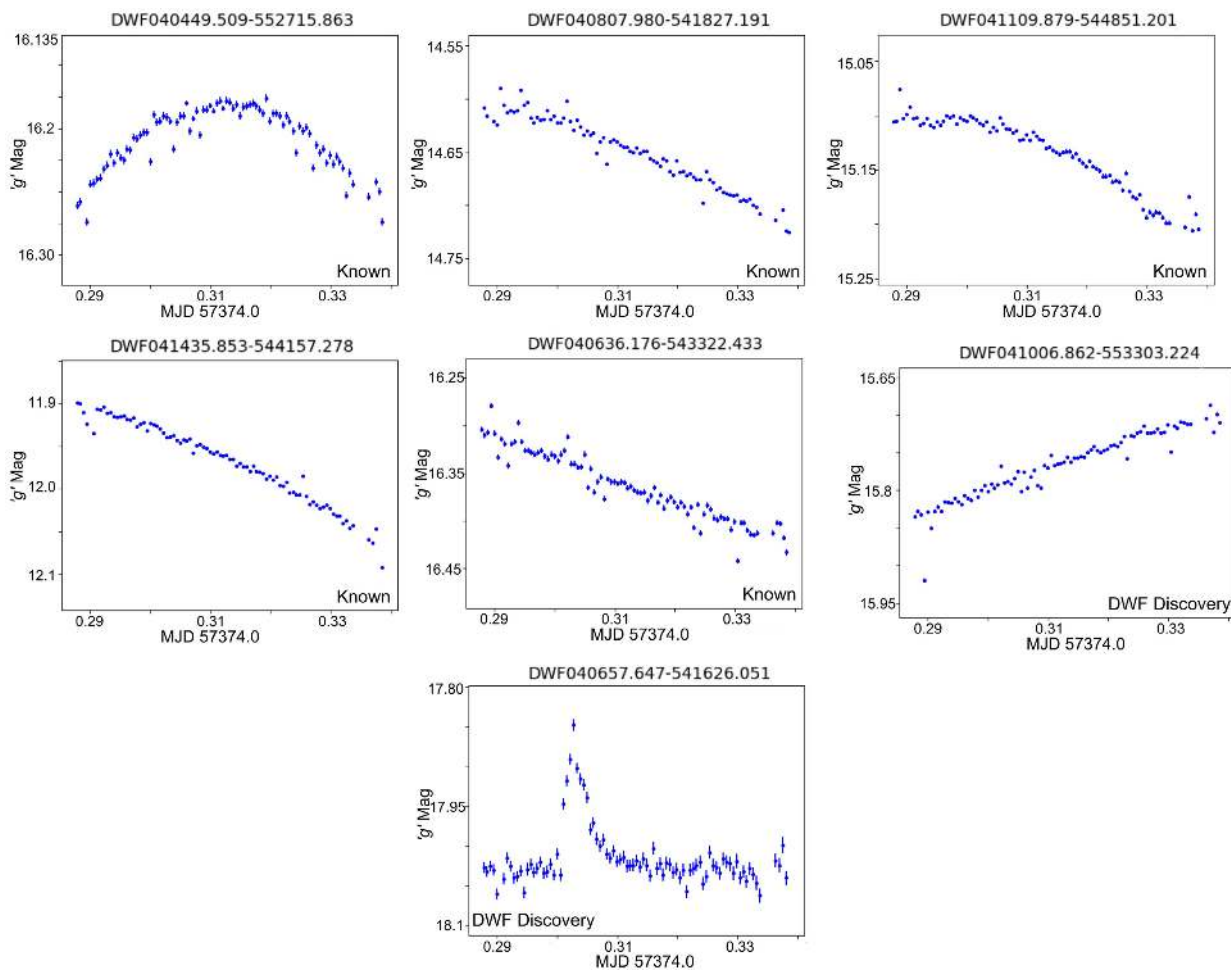 DWF040449.509-552715.863
16.135
16.2
16.30
'g' Mag
Known
0.29 0.31 0.33
MJD 57374.0
DWF040807.980-541827.191
14.55
14.65
14.75
'g' Mag
Known
0.29 0.31 0.33
MJD 57374.0
DWF041109.879-544851.201
15.05
15.15
15.25
'g' Mag
Known
0.29 0.31 0.33
MJD 57374.0
DWF041435.853-544157.278
11.9
12.0
12.1
'g' Mag
Known
0.29 0.31 0.33
MJD 57374.0
DWF040636.176-543322.433
16.25
16.35
16.45
'g' Mag
Known
0.29 0.31 0.33
MJD 57374.0
DWF041006.862-553303.224
15.65
15.8
15.95
'g' Mag
DWF Discovery
0.29 0.31 0.33
MJD 57374.0
DWF040657.647-541626.051
17.80
17.95
18.1
'g' Mag
DWF Discovery
0.29 0.31 0.33
MJD 57374.0